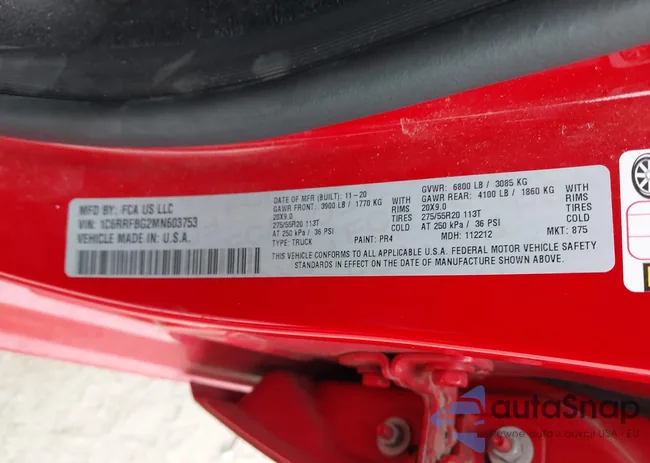 MFD BY: FCA US LLC
VIN: 1C6RRFBG2MN603753
VEHICLE MADE IN: U.S.A.
DATE OF MFR (BUILT): 11-20
GAWR FRONT: 3900 LB / 1770 KG
WITH
20X9.0
RIMS
275/55R20 113T
TIRES
AT 250 kPa / 36 PSI
TYPE: TRUCK
PAINT: PR4
GVWR: 6800 LB / 3085 KG
GAWR REAR: 4100 LB / 1860 KG
WITH
20X9.0
RIMS
275/55R20 113T
TIRES
AT 250 kPa / 36 PSI
MDH: 112212
MKT: 875
THIS VEHICLE CONFORMS TO ALL APPLICABLE U.S.A. FEDERAL MOTOR VEHICLE SAFETY
STANDARDS IN EFFECT ON THE DATE OF MANUFACTURE SHOWN ABOVE.
autoSnap
auta z aukcji USA - EU